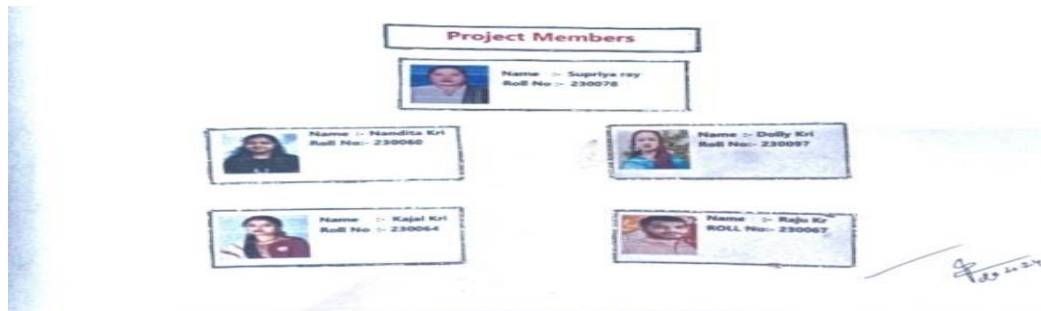 Project Members
Name :- Supriya ray
Roll No :- 230078
Name :- Nandita Kri
Roll No:- 230060
Name :- Dolly Kri
Roll No:- 230097
Name :- Kajal Kri
Roll No :- 230064
Name :- Raju Kr
ROLL No:- 230067